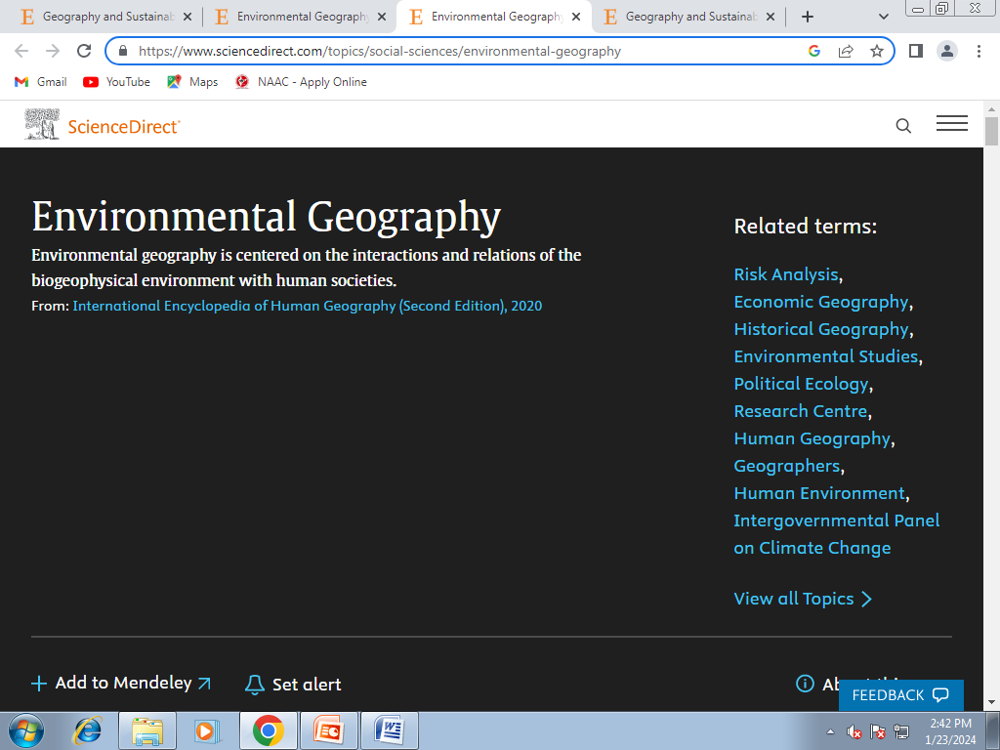 Geography and Sustainab
Environmental Geography
Environmental Geography
Geography and Sustainab
https://www.sciencedirect.com/topics/social-sciences/environmental-geography
Gmail
YouTube
Maps
NAAC - Apply Online
ScienceDirect
Environmental Geography
Environmental geography is centered on the interactions and relations of the
biogeophysical environment with human societies.
From: International Encyclopedia of Human Geography (Second Edition), 2020
Related terms:
Risk Analysis,
Economic Geography,
Historical Geography,
Environmental Studies,
Political Ecology,
Research Centre,
Human Geography,
Geographers,
Human Environment,
Intergovernmental Panel
on Climate Change
View all Topics
Add to Mendeley
Set alert
FEEDBACK
2:42 PM
1/23/2024